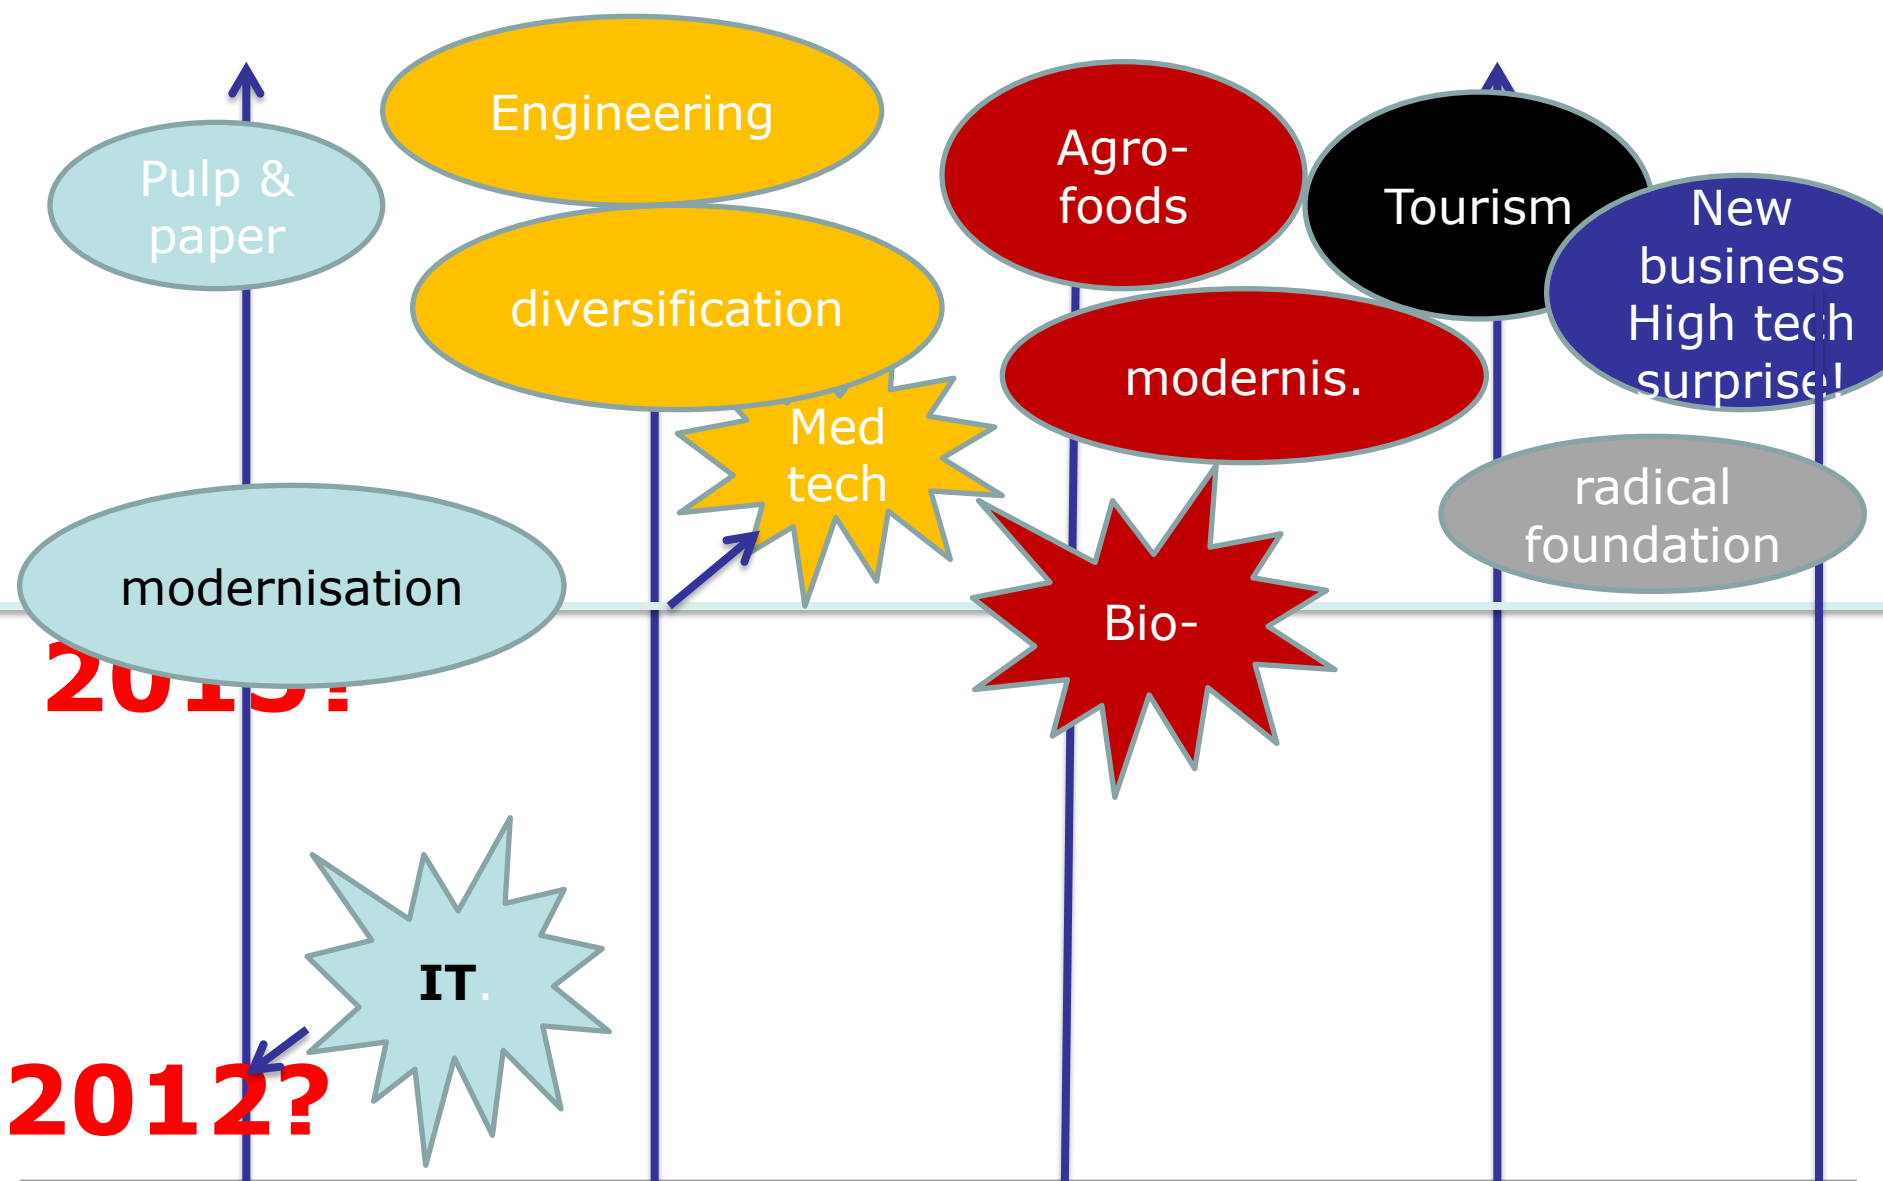 Engineering
Agro-
foods
Pulp &
paper
Tourism
New
business
High tech
surprise!
diversification
modernis.
Med
tech
radical
foundation
modernisation
Bio-
IT.
2012?